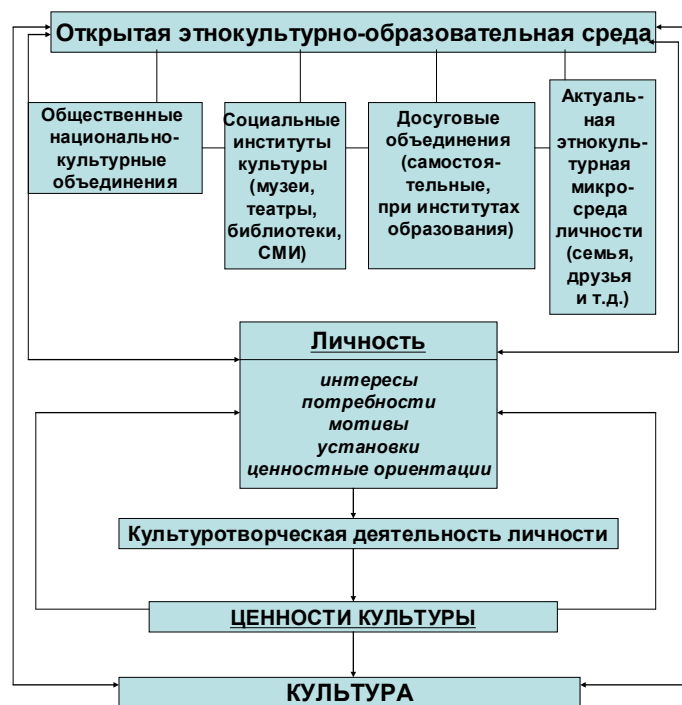 Открытая этнокультурно-образовательная среда
Общественные
национально-
культурные
объединения
Социальные
институты
культуры
(музеи,
театры,
библиотеки,
СМИ)
Досуговые
объединения
(самостоя-
тельные,
при институтах
образования)
Актуаль-
ная
этнокуль-
турная
микро-
среда
личности
(семья,
друзья
и т.д.)
Личность
интересы
потребности
мотивы
установки
ценностные ориентации
Культуротворческая деятельность личности
ЦЕННОСТИ КУЛЬТУРЫ
КУЛЬТУРА